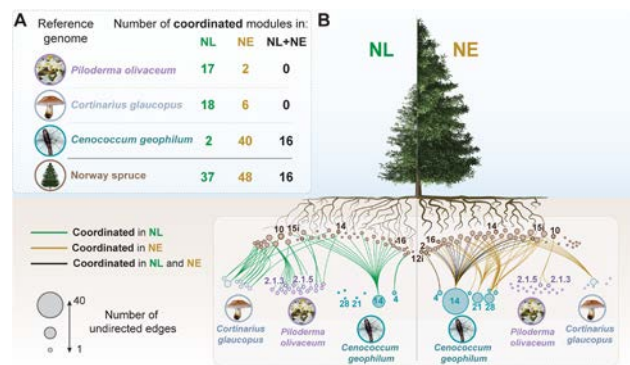 A
Reference genome
Number of coordinated modules in:
NL NE NL+NE
Piloderma olivaceum 17 2 0
Cortinarius glaucopus 18 6 0
Cenococcum geophilum 2 40 16
Norway spruce 37 48 16
B
NL NE
Coordinated in NL
Coordinated in NE
Coordinated in NL and NE
40
Number of undirected edges
1
10 15i 14 16 12i 2 16 14 15i 10
2.1.3 2.1.5 28 21 14 4
4 14 21 28 2.1.5 2.1.3
Cortinarius glaucopus
Piloderma olivaceum
Cenococcum geophilum
Cenococcum geophilum
Piloderma olivaceum
Cortinarius glaucopus